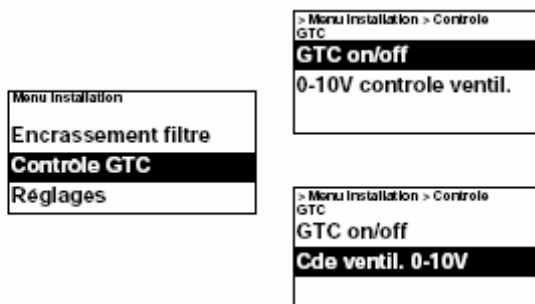 Menu Installation
Encrassement filtre
Contrôle GTC
Réglages
> Menu Installation > Controle
GTC
GTC on/off
0-10V controle ventil.
> Menu Installation > Controle
GTC
GTC on/off
Cde ventil. 0-10V